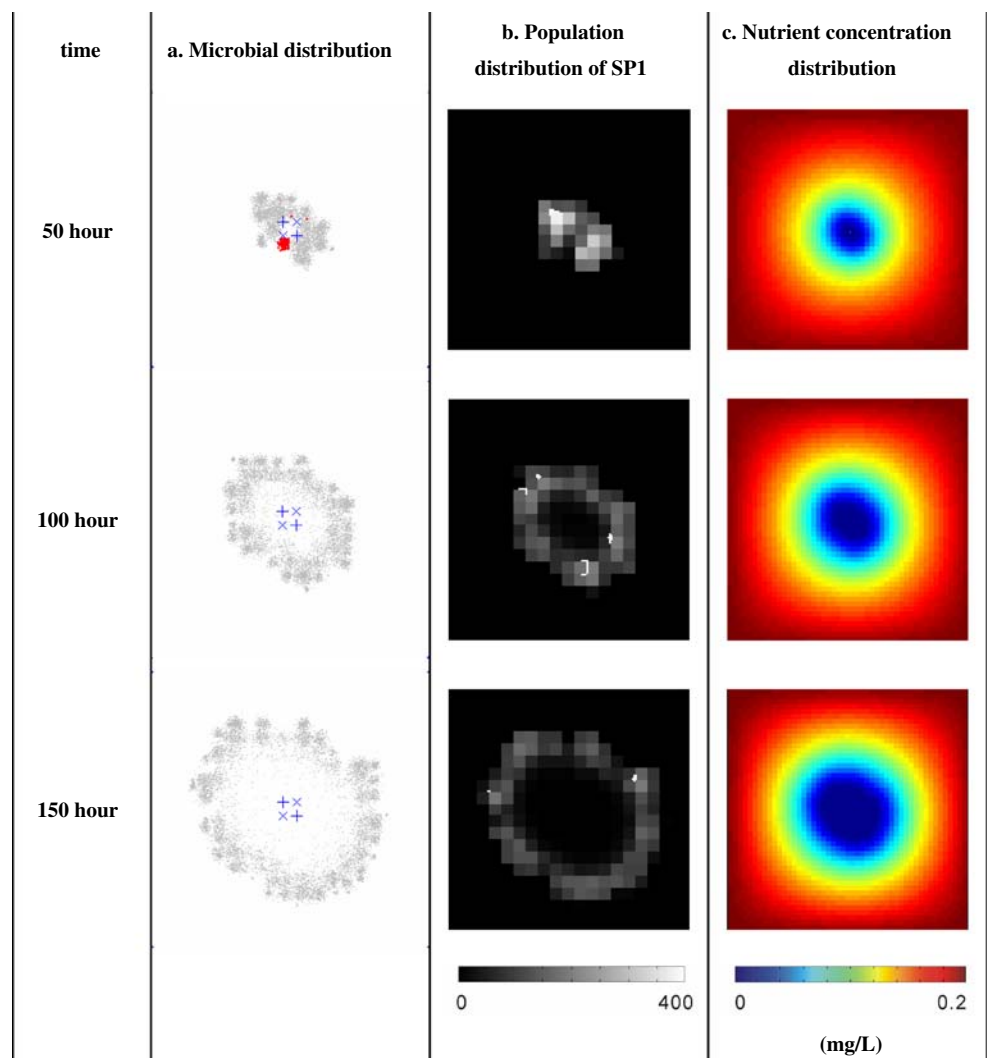 time
a. Microbial distribution
b. Population
distribution of SP1
c. Nutrient concentration
distribution
50 hour
100 hour
150 hour
0 400
0 0.2
(mg/L)